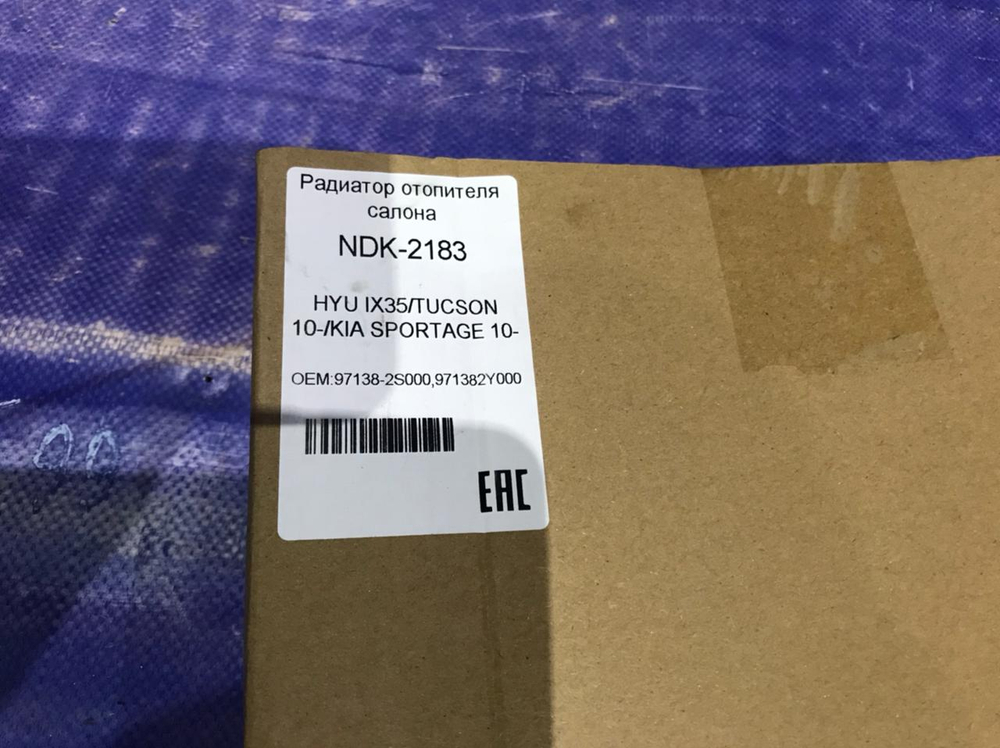 Радиатор отопителя
салона
NDK-2183
HYU IX35/TUCSON
10-/KIA SPORTAGE 10-
OEM:97138-2S000,971382Y000
EAC